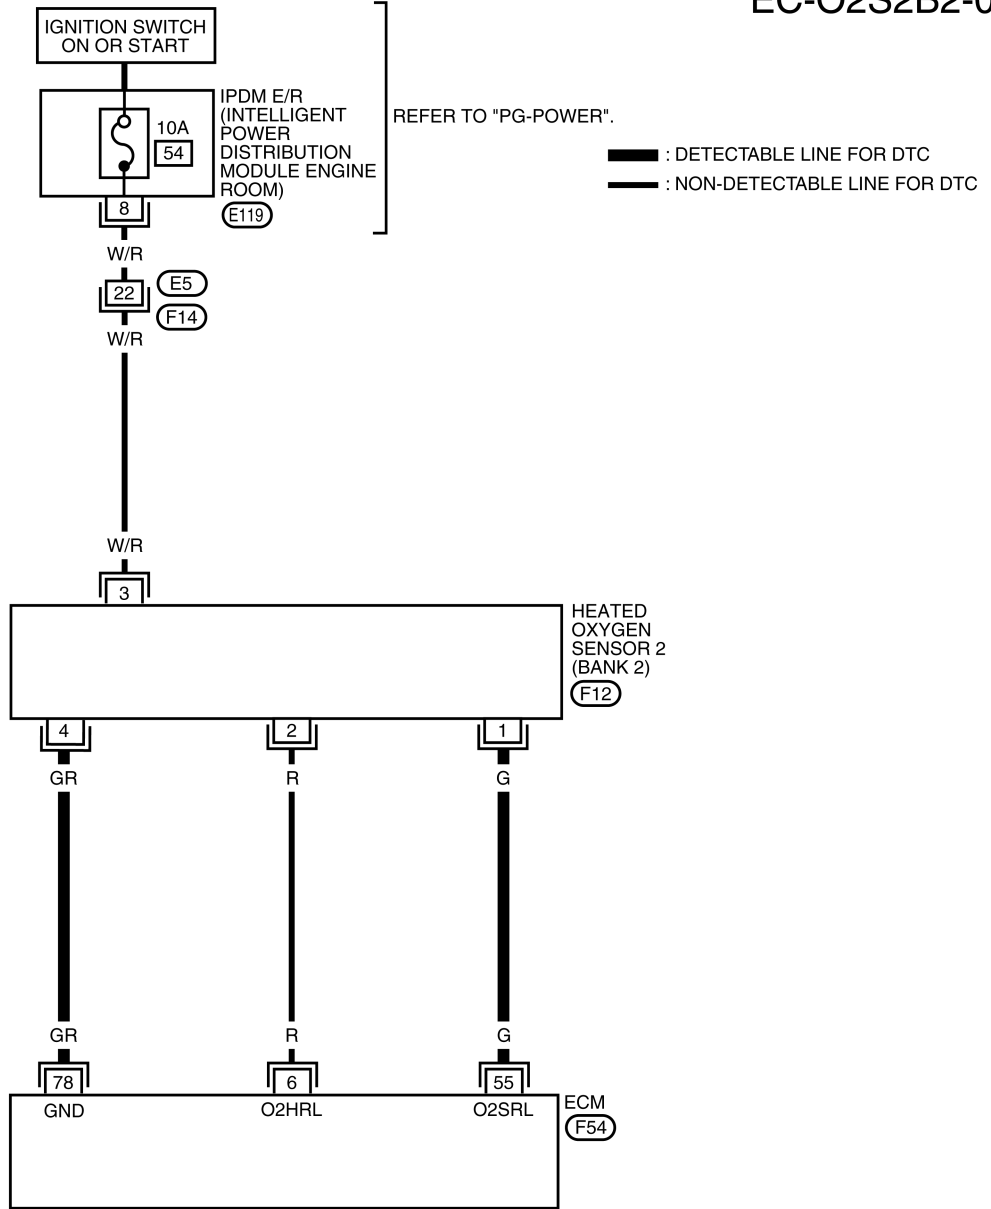 EC-O2S2B2-0
IGNITION SWITCH
ON OR START
IPDM E/R
(INTELLIGENT
POWER
DISTRIBUTION
MODULE ENGINE
ROOM)
E119
10A
54
REFER TO "PG-POWER".
: DETECTABLE LINE FOR DTC
: NON-DETECTABLE LINE FOR DTC
8
W/R
22
E5
F14
W/R
W/R
3
HEATED
OXYGEN
SENSOR 2
(BANK 2)
F12
4 2 1
GR R G
GR R G
78 6 55
GND O2HRL O2SRL
ECM
F54